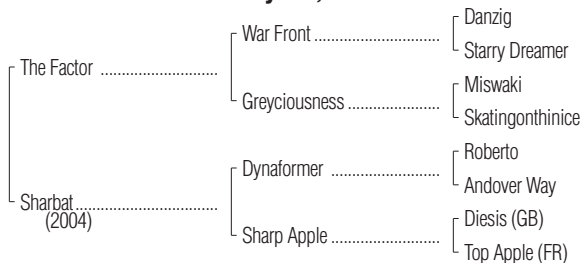 Danzig
War Front ..............................
Starry Dreamer
The Factor ............................
Miswaki
Greyciousness ......................
Skatingonthinice
Roberto
Dynaformer ..........................
Andover Way
Sharbat.................................
(2004)
Diesis (GB)
Sharp Apple ..........................
Top Apple (FR)